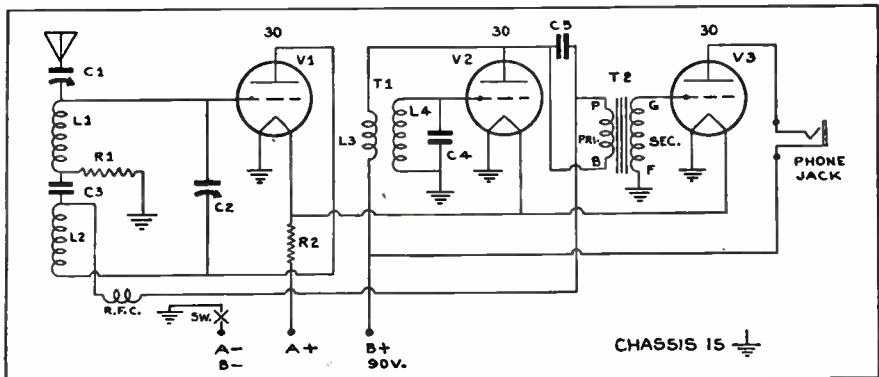 30
V1
30
V2
C5
30
V3
C1
T1
T2
L1
L4
P
G
R1
L3
C4
PRI.
SEC.
C3
C2
B
F
PHONE
JACK
L2
R2
R.F.C.
SW.
A-
B-
A+
B+
90V.
CHASSIS IS